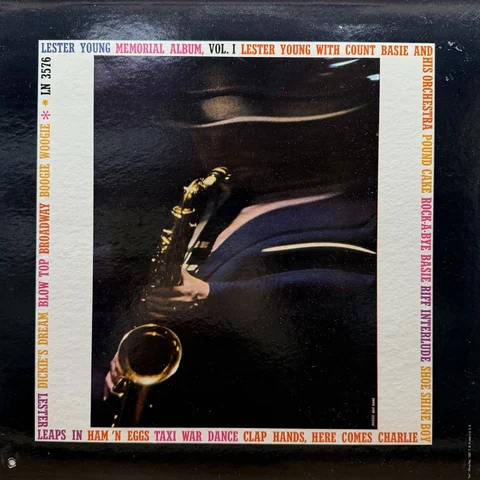 LESTER YOUNG MEMORIAL ALBUM, VOL. I LESTER YOUNG WITH COUNT BASIE AND
HIS ORCHESTRA POUND CAKE ROCK-A-BYE BASIE RIFF INTERLUDE SHOE SHINE BOY
LESTER LEAPS IN HAM 'N EGGS TAXI WAR DANCE CLAP HANDS, HERE COMES CHARLIE
DICKIE'S DREAM BLOW TOP BROADWAY BOOGIE WOOGIE * * LN 3576